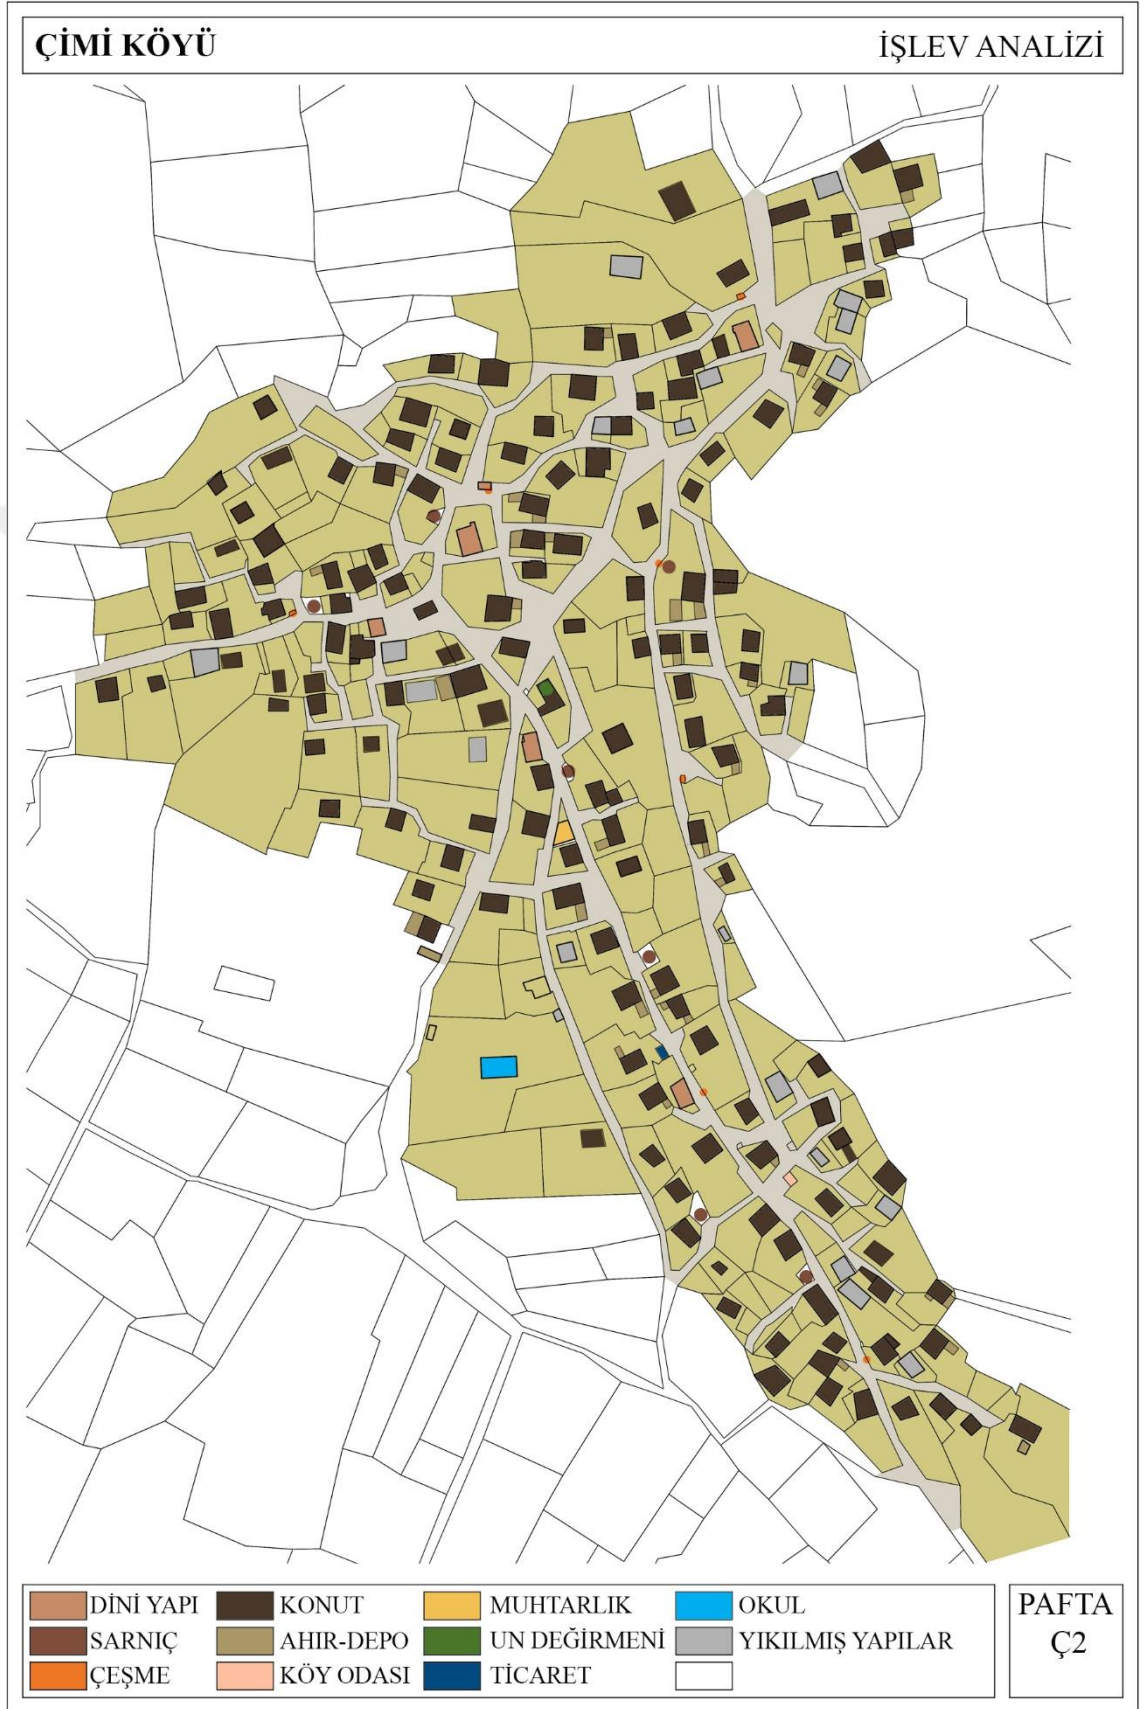 ÇİMİ KÖYÜ
İŞLEV ANALİZİ
DİNİ YAPI
KONUT
MUHTARLIK
OKUL
SARNIÇ
AHIR-DEPO
UN DEĞİRMENİ
YIKILMIŞ YAPILAR
ÇEŞME
KÖY ODASI
TİCARET
PAFTA
Ç2